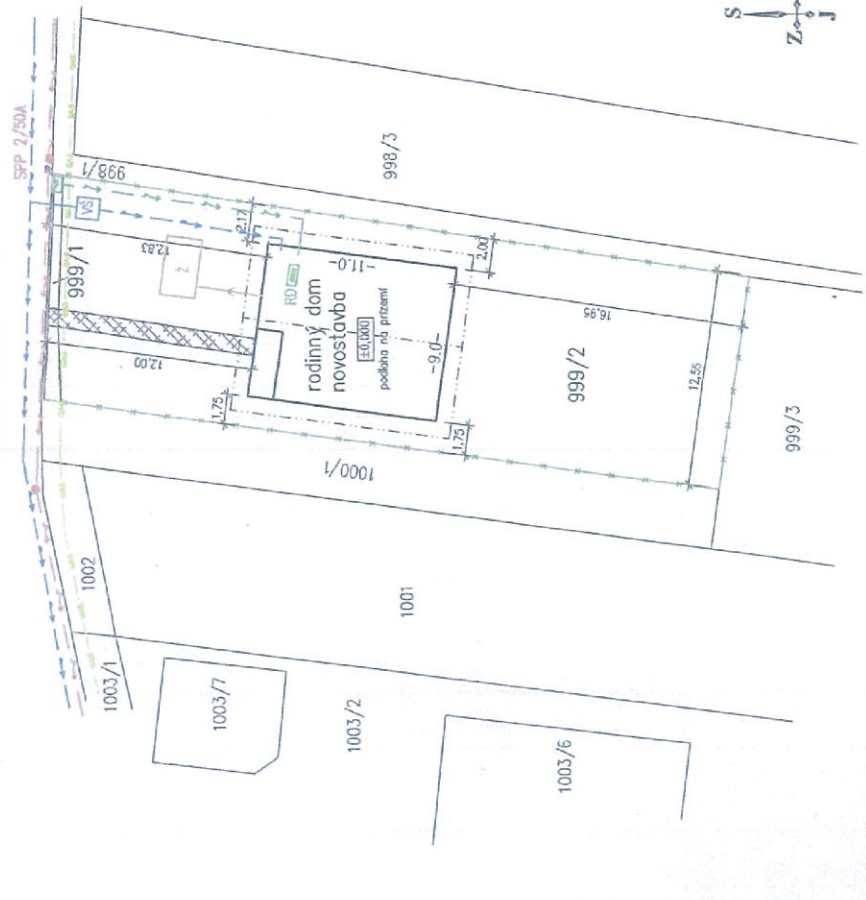 SPP 2/50A
S
Z
J
998/1
VŠ
999/1
998/3
2,17
12,83
ž
12,00
RD
-11.0-
rodinný dom
novostavba
±0,000
podlaha na prízemí
-9.0-
2,00
1,75
1,75
16,95
999/2
12,55
999/3
1000/1
1002
1001
1003/1
1003/7
1003/2
1003/6